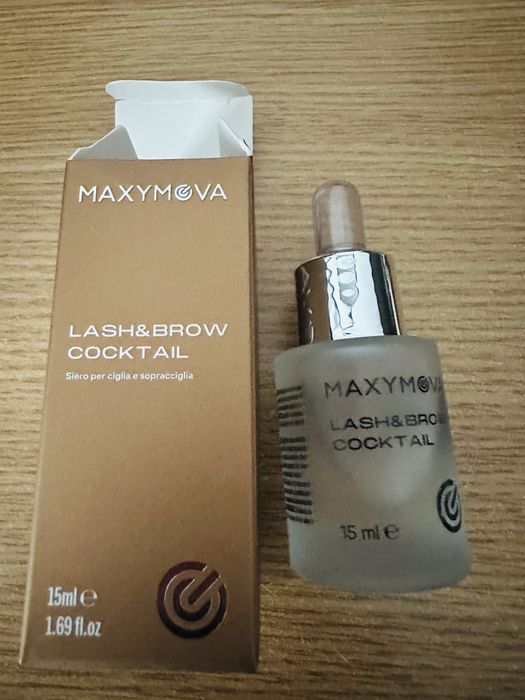 MAXYMOVA
LASH&BROW
COCKTAIL
Siero per ciglia e sopracciglia
15ml ℮
1.69 fl.oz
MAXYMOVA
LASH&BROW
COCKTAIL
15 ml ℮